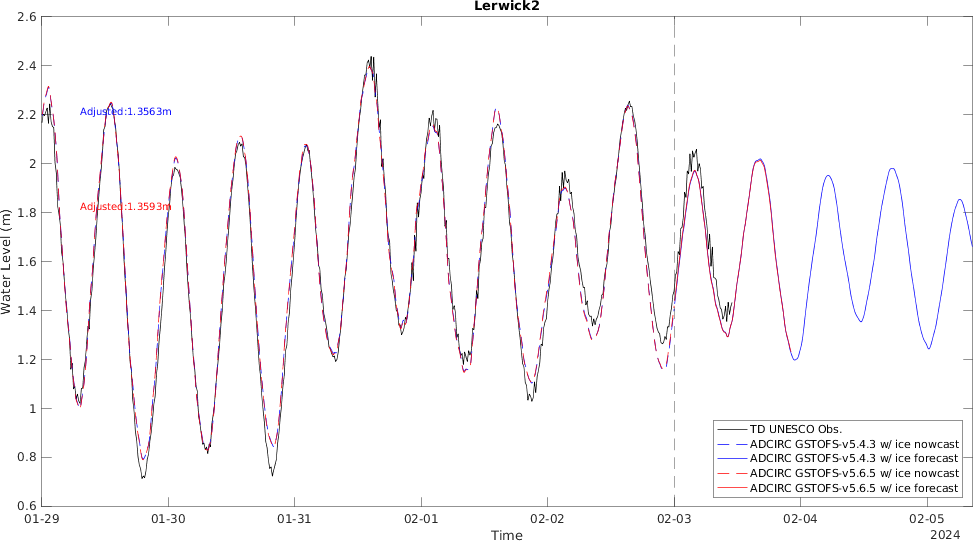 Lerwick2
2.6
2.4
2.2
2
1.8
1.6
1.4
1.2
1
0.8
0.6
Water Level (m)
Adjusted:1.3563m
Adjusted:1.3593m
TD UNESCO Obs.
ADCIRC GSTOFS-v5.4.3 w/ ice nowcast
ADCIRC GSTOFS-v5.4.3 w/ ice forecast
ADCIRC GSTOFS-v5.6.5 w/ ice nowcast
ADCIRC GSTOFS-v5.6.5 w/ ice forecast
01-29 01-30 01-31 02-01 02-02 02-03 02-04 02-05
Time
2024